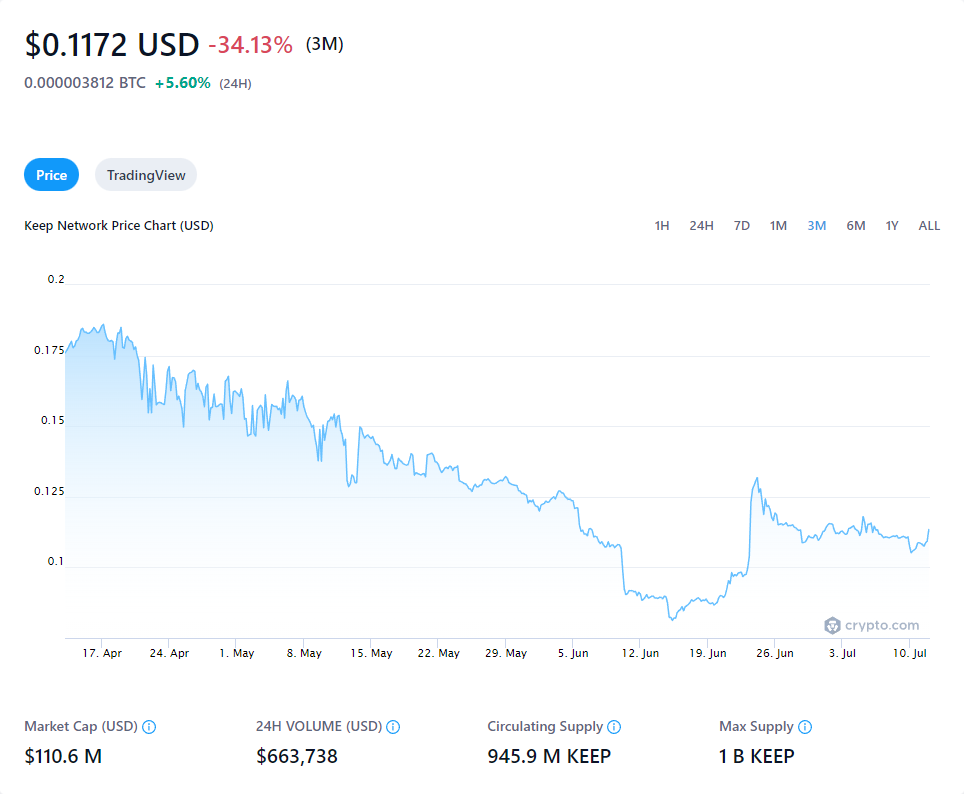 $0.1172 USD -34.13% (3M)
0.000003812 BTC +5.60% (24H)
Price TradingView
Keep Network Price Chart (USD) 1H 24H 7D 1M 3M 6M 1Y ALL
0.2
0.175
0.15
0.125
0.1
crypto.com
17. Apr 24. Apr 1. May 8. May 15. May 22. May 29. May 5. Jun 12. Jun 19. Jun 26. Jun 3. Jul 10. Jul
Market Cap (USD) 24H VOLUME (USD) Circulating Supply Max Supply
$110.6 M $663,738 945.9 M KEEP 1 B KEEP